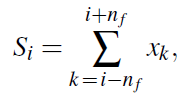 S_i = \sum_{k=i-n_f}^{i+n_f} x_k,